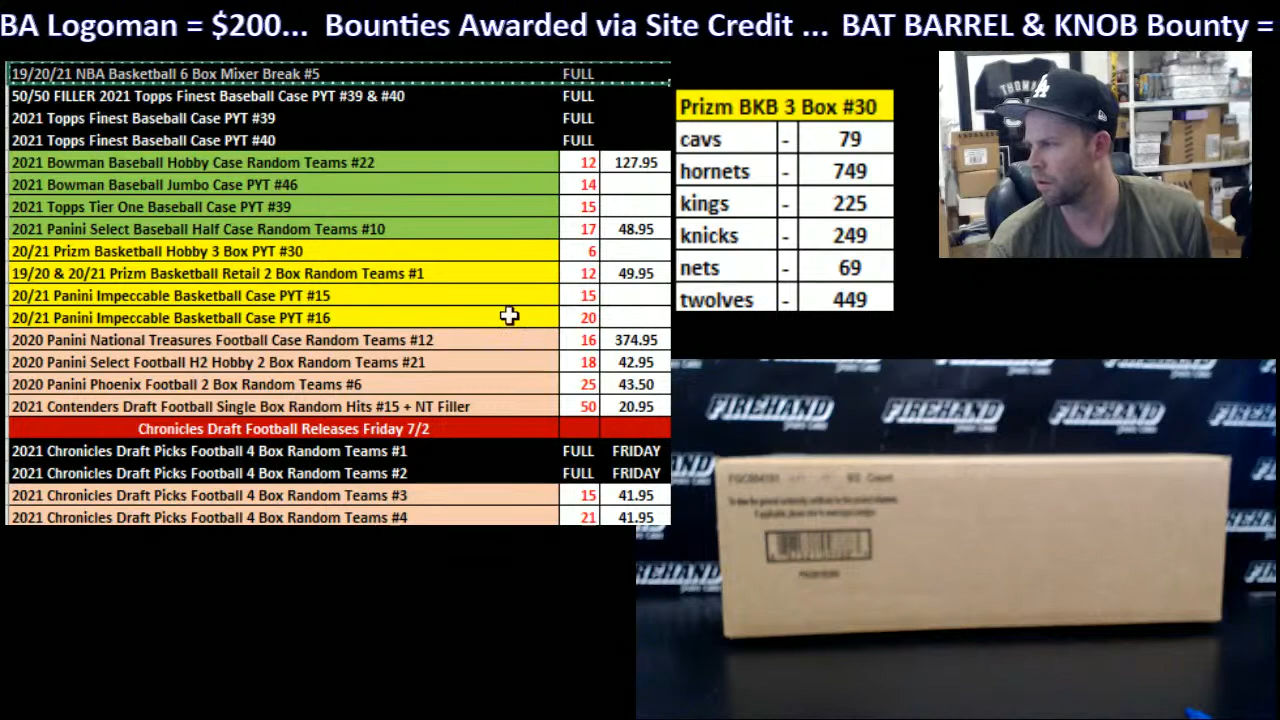 BA Logoman = $200... Bounties Awarded via Site Credit ... BAT BARREL & KNOB Bounty =
19/20/21 NBA Basketball 6 Box Mixer Break #5 FULL
50/50 FILLER 2021 Topps Finest Baseball Case PYT #39 & #40 FULL
2021 Topps Finest Baseball Case PYT #39 FULL
2021 Topps Finest Baseball Case PYT #40 FULL
2021 Bowman Baseball Hobby Case Random Teams #22 12 127.95
2021 Bowman Baseball Jumbo Case PYT #46 14
2021 Topps Tier One Baseball Case PYT #39 15
2021 Panini Select Baseball Half Case Random Teams #10 17 48.95
20/21 Prizm Basketball Hobby 3 Box PYT #30 6
19/20 & 20/21 Prizm Basketball Retail 2 Box Random Teams #1 12 49.95
20/21 Panini Impeccable Basketball Case PYT #15 15
20/21 Panini Impeccable Basketball Case PYT #16 20
2020 Panini National Treasures Football Case Random Teams #12 16 374.95
2020 Panini Select Football H2 Hobby 2 Box Random Teams #21 18 42.95
2020 Panini Phoenix Football 2 Box Random Teams #6 25 43.50
2021 Contenders Draft Football Single Box Random Hits #15 + NT Filler 50 20.95
Chronicles Draft Football Releases Friday 7/2
2021 Chronicles Draft Picks Football 4 Box Random Teams #1 FULL FRIDAY
2021 Chronicles Draft Picks Football 4 Box Random Teams #2 FULL FRIDAY
2021 Chronicles Draft Picks Football 4 Box Random Teams #3 15 41.95
2021 Chronicles Draft Picks Football 4 Box Random Teams #4 21 41.95
Prizm BKB 3 Box #30
cavs - 79
hornets - 749
kings - 225
knicks - 249
nets - 69
twolves - 449
THOMA
LA
FIREHAND
FIREHAND
FIREHAND